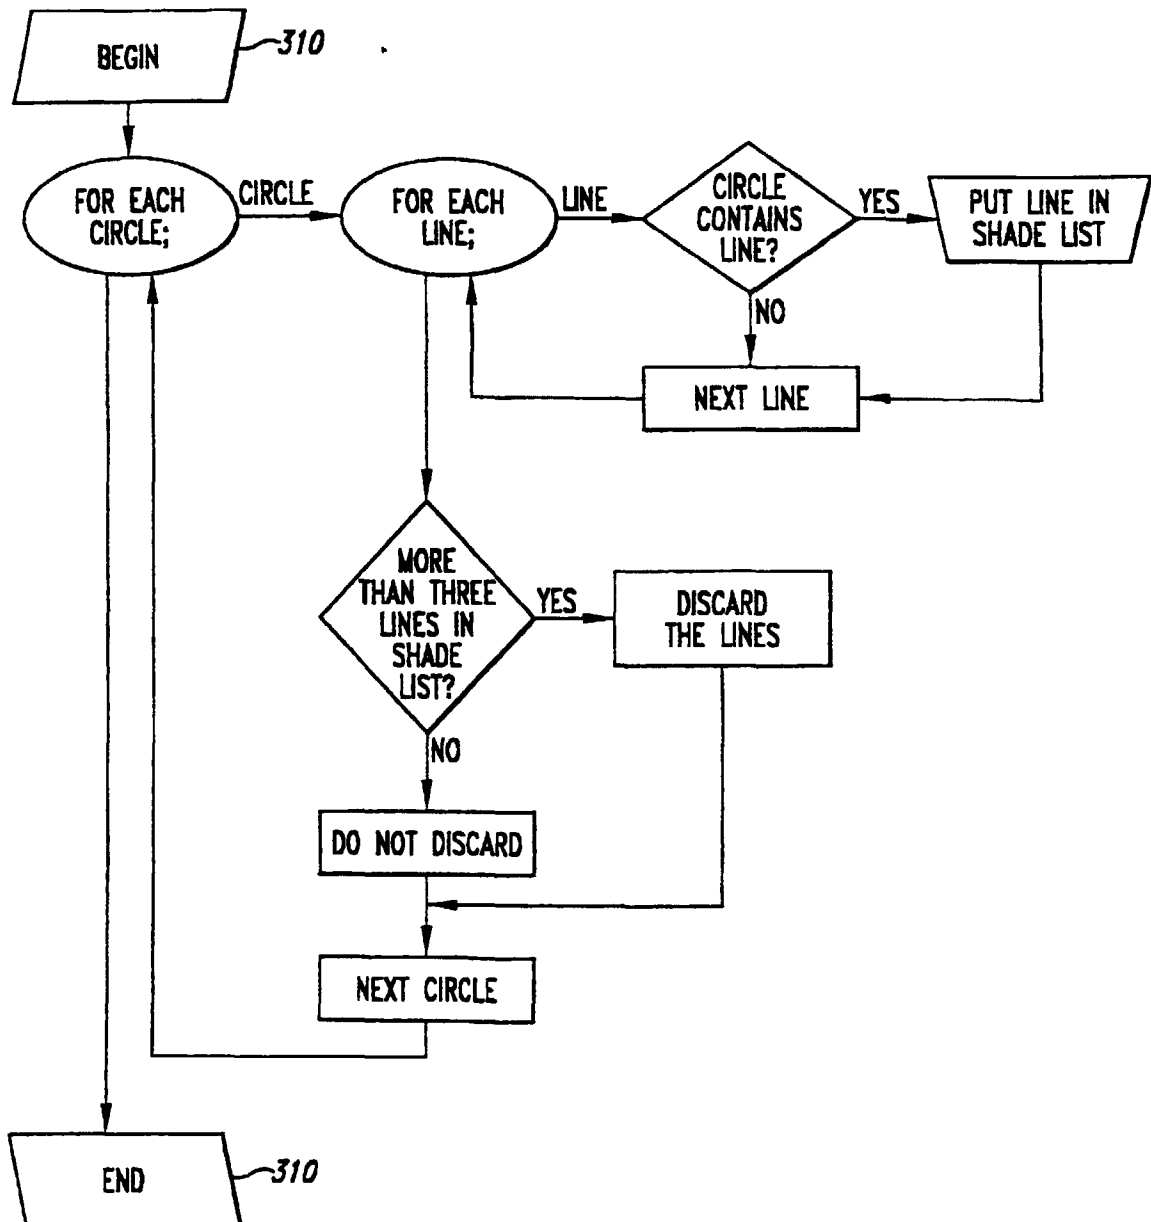 BEGIN
310
FOR EACH
CIRCLE;
CIRCLE
FOR EACH
LINE;
LINE
CIRCLE
CONTAINS
LINE?
YES
PUT LINE IN
SHADE LIST
NO
NEXT LINE
MORE
THAN THREE
LINES IN
SHADE
LIST?
YES
DISCARD
THE LINES
NO
DO NOT DISCARD
NEXT CIRCLE
END
310